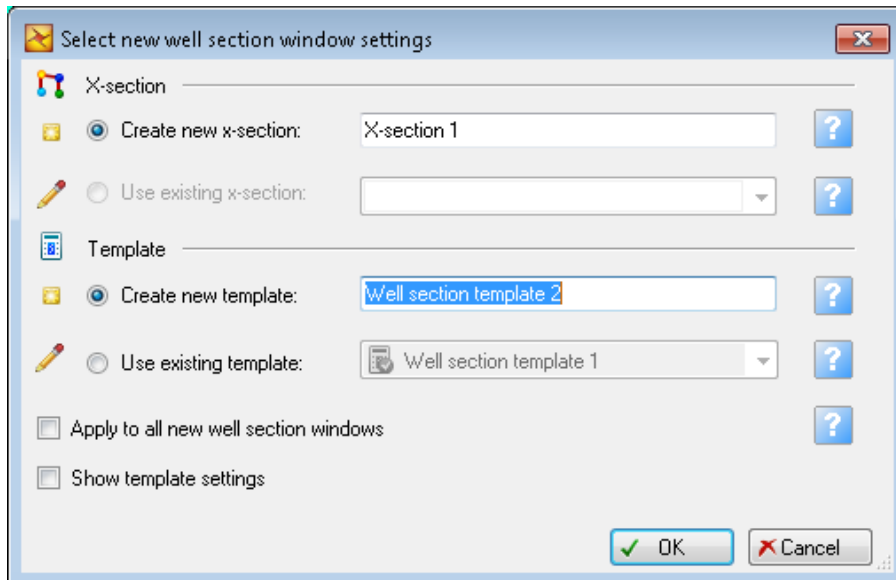 Select new well section window settings
X-section
Create new x-section: X-section 1
?
Use existing x-section:
?
Template
Create new template: Well section template 2
?
Use existing template: Well section template 1
?
Apply to all new well section windows
?
Show template settings
OK Cancel